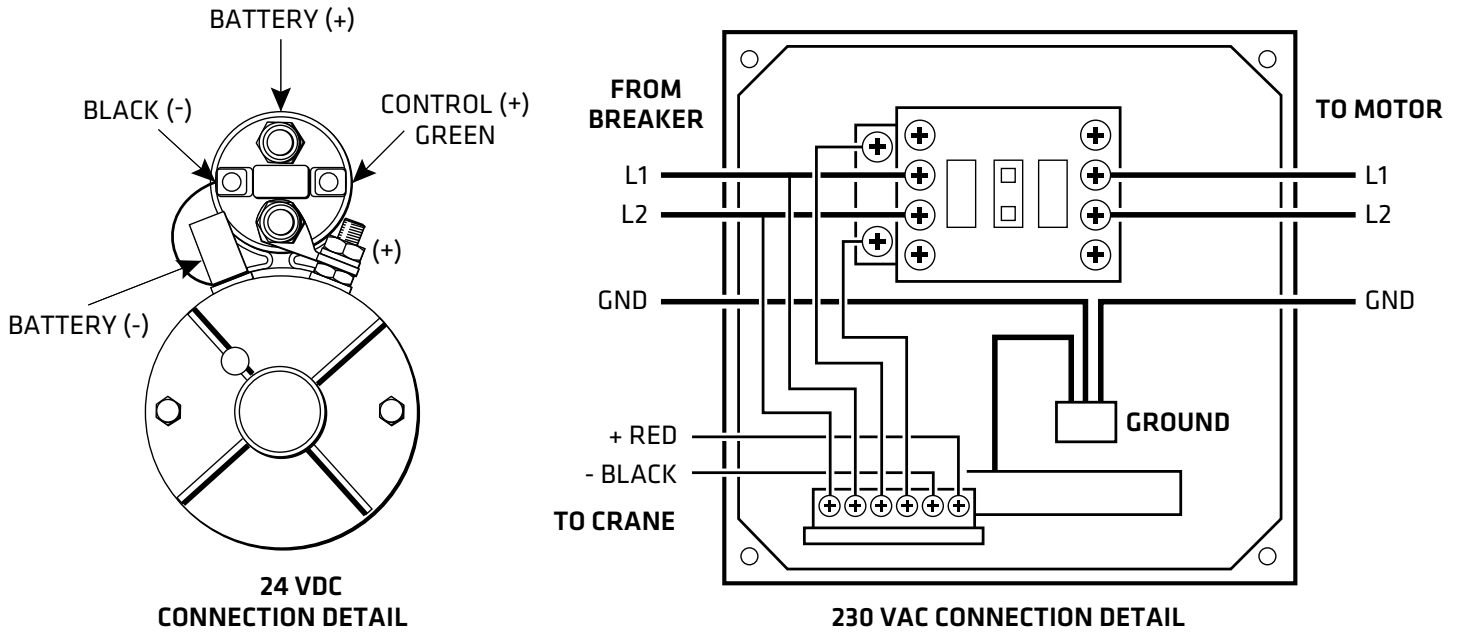 BATTERY (+)
BLACK (-)
CONTROL (+)
GREEN
(+)
BATTERY (-)
24 VDC
CONNECTION DETAIL
FROM
BREAKER
TO MOTOR
L1
L1
L2
L2
GND
GND
GROUND
+ RED
- BLACK
TO CRANE
230 VAC CONNECTION DETAIL